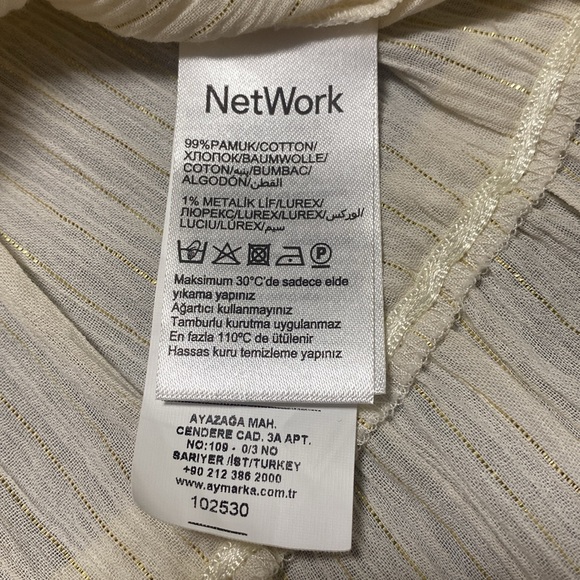 NetWork
99%PAMUK/COTTON/
ХЛОПОК/BAUMWOLLE/
COTON/پنبه/BUMBAC/
ALGODÓN/القطن
1% METALİK LİF/LUREX/
ЛЮРЕКС/LUREX/LUREX/لورکس/
LUCIU/LÚREX/سيم
Maksimum 30°C'de sadece elde
yıkama yapınız
Ağartıcı kullanmayınız
Tamburlu kurutma uygulanmaz
En fazla 110ºC de ütülenir
Hassas kuru temizleme yapınız
AYAZAĞA MAH.
CENDERE CAD. 3A APT.
NO:109 - 0/3 NO
SARIYER /İST/TURKEY
+90 212 386 2000
www.aymarka.com.tr
102530